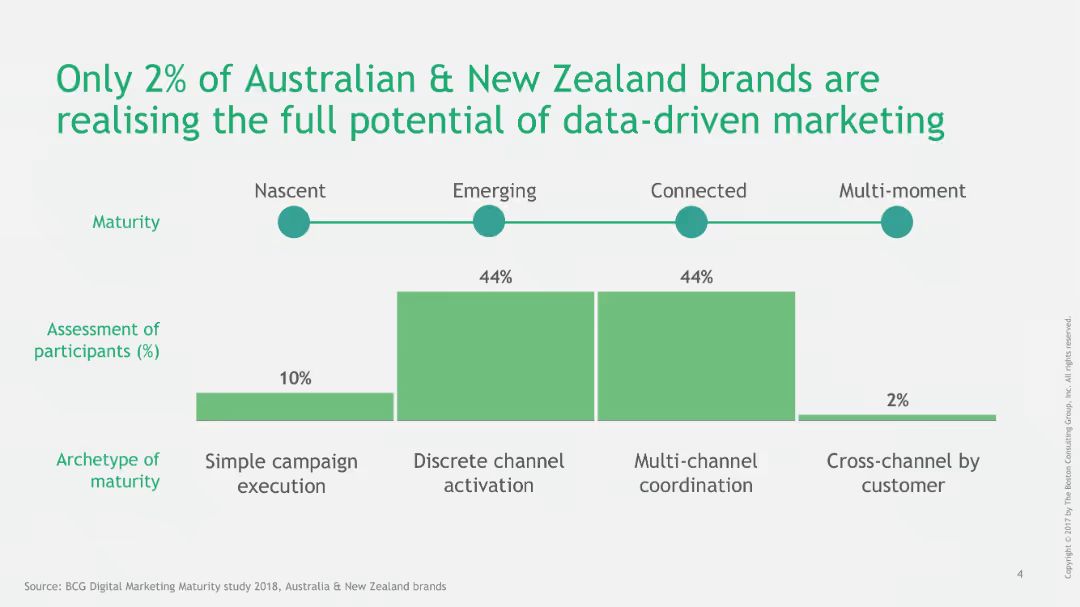 Only 2% of Australian & New Zealand brands are
realising the full potential of data-driven marketing
Nascent
Emerging
Connected
Multi-moment
Maturity
44%
44%
Assessment of
participants (%)
10%
2%
Archetype of
maturity
Simple campaign
execution
Discrete channel
activation
Multi-channel
coordination
Cross-channel by
customer
Copyright © 2017 by The Boston Consulting Group, Inc. All rights reserved.
4
Source: BCG Digital Marketing Maturity study 2018, Australia & New Zealand brands